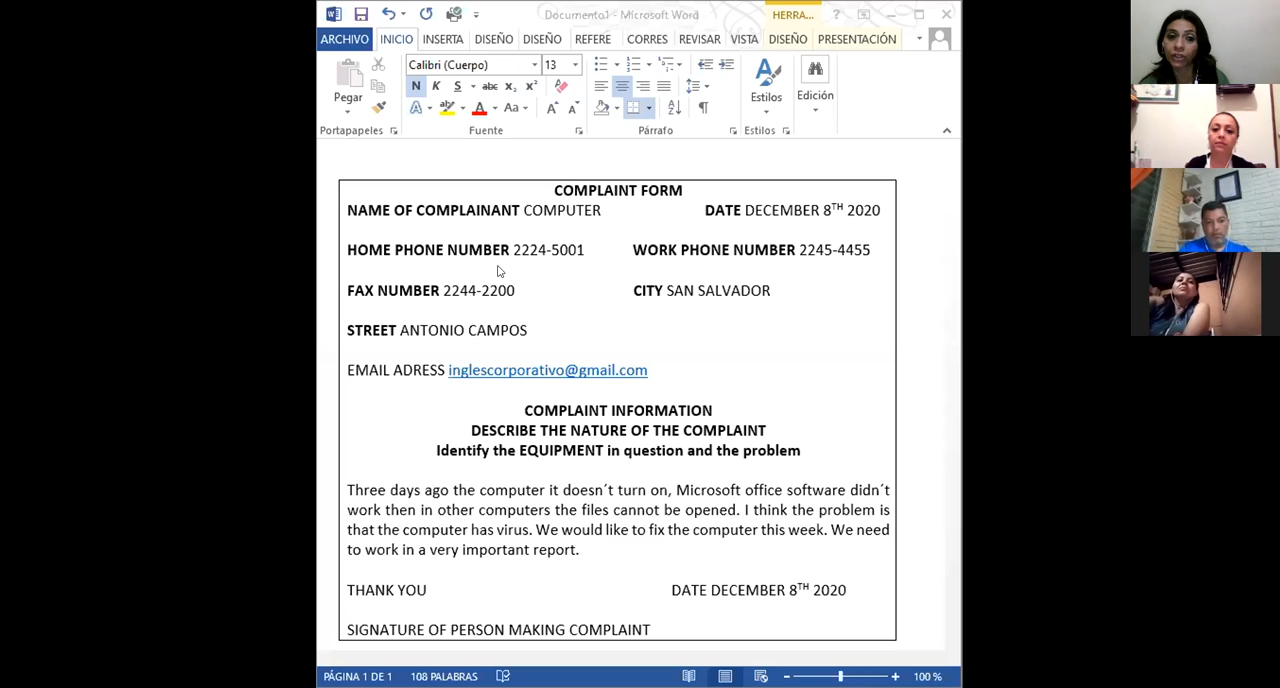 Documento1 - Microsoft Word
HERRA...
ARCHIVO INICIO INSERTA DISEÑO DISEÑO REFERE CORRES REVISAR VISTA DISEÑO PRESENTACIÓN
Calibri (Cuerpo) 13
Pegar
N K S abc x₂ x²
Estilos Edición
A A Aa A A
Portapapeles Fuente Párrafo Estilos
COMPLAINT FORM
NAME OF COMPLAINANT COMPUTER DATE DECEMBER 8TH 2020
HOME PHONE NUMBER 2224-5001 WORK PHONE NUMBER 2245-4455
FAX NUMBER 2244-2200 CITY SAN SALVADOR
STREET ANTONIO CAMPOS
EMAIL ADRESS inglescorporativo@gmail.com
COMPLAINT INFORMATION
DESCRIBE THE NATURE OF THE COMPLAINT
Identify the EQUIPMENT in question and the problem
Three days ago the computer it doesn´t turn on, Microsoft office software didn´t
work then in other computers the files cannot be opened. I think the problem is
that the computer has virus. We would like to fix the computer this week. We need
to work in a very important report.
THANK YOU DATE DECEMBER 8TH 2020
SIGNATURE OF PERSON MAKING COMPLAINT
PÁGINA 1 DE 1 108 PALABRAS 100 %